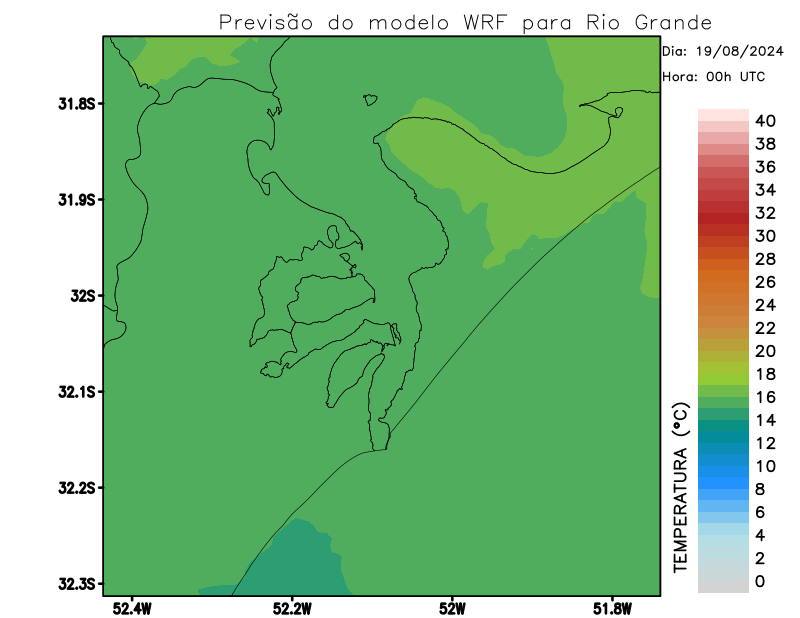 Previsão do modelo WRF para Rio Grande
Dia: 19/08/2024
Hora: 00h UTC
31.8S
31.9S
32S
32.1S
32.2S
32.3S
52.4W
52.2W
52W
51.8W
TEMPERATURA (°C)
40
38
36
34
32
30
28
26
24
22
20
18
16
14
12
10
8
6
4
2
0